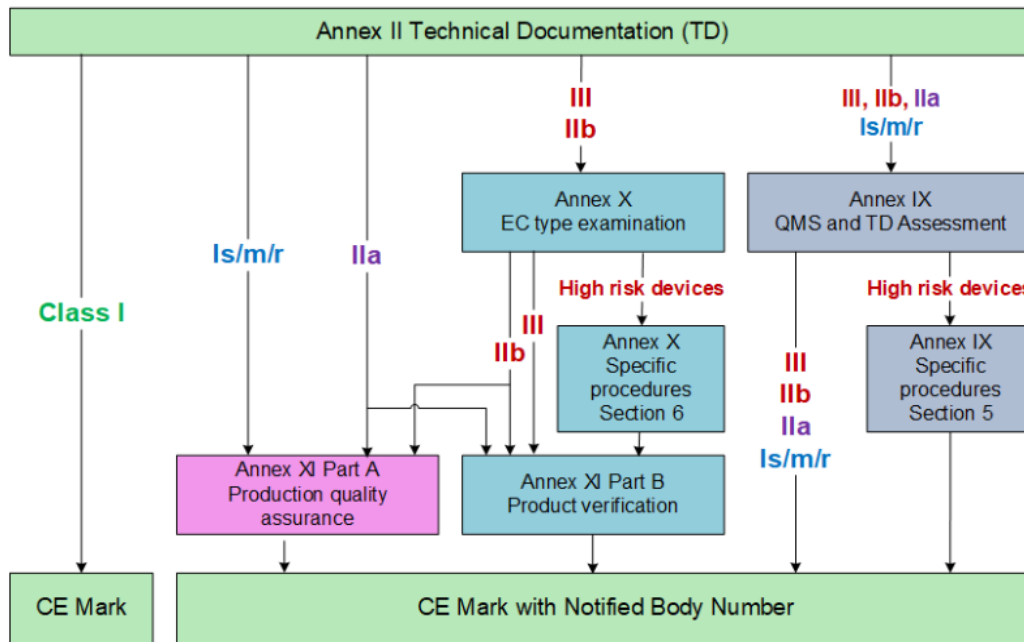 Annex II Technical Documentation (TD)
III
IIb
III, IIb, IIa
Is/m/r
Annex X
EC type examination
Annex IX
QMS and TD Assessment
Is/m/r
IIa
High risk devices
High risk devices
Class I
IIb
III
Annex X
Specific
procedures
Section 6
Annex IX
Specific
procedures
Section 5
III
IIb
IIa
Is/m/r
Annex XI Part A
Production quality
assurance
Annex XI Part B
Product verification
CE Mark
CE Mark with Notified Body Number